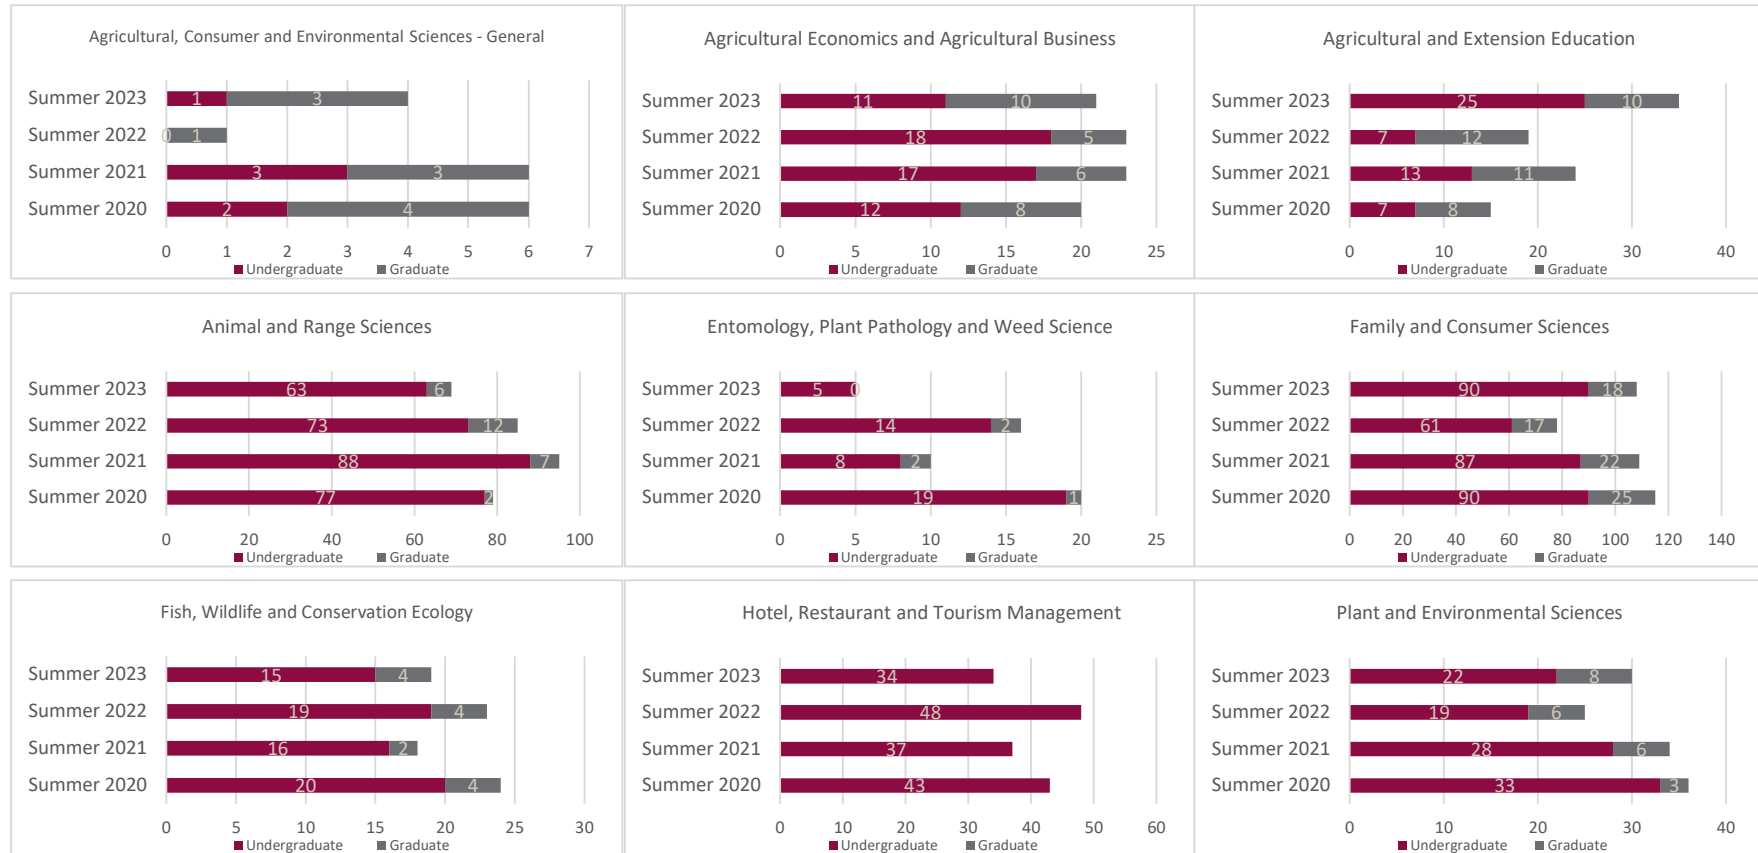 Agricultural, Consumer and Environmental Sciences - General
Summer 2023 1 3
Summer 2022 0 1
Summer 2021 3 3
Summer 2020 2 4
0 1 2 3 4 5 6 7
Undergraduate Graduate
Agricultural Economics and Agricultural Business
Summer 2023 11 10
Summer 2022 18 5
Summer 2021 17 6
Summer 2020 12 8
0 5 10 15 20 25
Undergraduate Graduate
Agricultural and Extension Education
Summer 2023 25 10
Summer 2022 7 12
Summer 2021 13 11
Summer 2020 7 8
0 10 20 30 40
Undergraduate Graduate
Animal and Range Sciences
Summer 2023 63 6
Summer 2022 73 12
Summer 2021 88 7
Summer 2020 77 2
0 20 40 60 80 100
Undergraduate Graduate
Entomology, Plant Pathology and Weed Science
Summer 2023 5 0
Summer 2022 14 2
Summer 2021 8 2
Summer 2020 19 1
0 5 10 15 20 25
Undergraduate Graduate
Family and Consumer Sciences
Summer 2023 90 18
Summer 2022 61 17
Summer 2021 87 22
Summer 2020 90 25
0 20 40 60 80 100 120 140
Undergraduate Graduate
Fish, Wildlife and Conservation Ecology
Summer 2023 15 4
Summer 2022 19 4
Summer 2021 16 2
Summer 2020 20 4
0 5 10 15 20 25 30
Undergraduate Graduate
Hotel, Restaurant and Tourism Management
Summer 2023 34
Summer 2022 48
Summer 2021 37
Summer 2020 43
0 10 20 30 40 50 60
Undergraduate Graduate
Plant and Environmental Sciences
Summer 2023 22 8
Summer 2022 19 6
Summer 2021 28 6
Summer 2020 33 3
0 10 20 30 40
Undergraduate Graduate